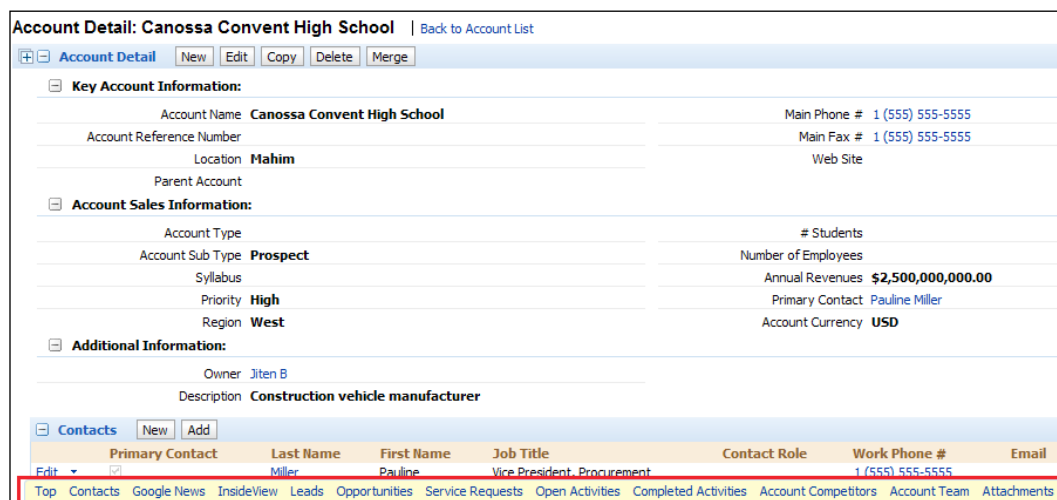 Account Detail: Canossa Convent High School | Back to Account List
Account Detail New Edit Copy Delete Merge
Key Account Information:
Account Name Canossa Convent High School Main Phone # 1 (555) 555-5555
Account Reference Number Main Fax # 1 (555) 555-5555
Location Mahim Web Site
Parent Account
Account Sales Information:
Account Type # Students
Account Sub Type Prospect Number of Employees
Syllabus Annual Revenues $2,500,000,000.00
Priority High Primary Contact Pauline Miller
Region West Account Currency USD
Additional Information:
Owner Jiten B
Description Construction vehicle manufacturer
Contacts New Add
Primary Contact Last Name First Name Job Title Contact Role Work Phone # Email
Edit Miller Pauline Vice President, Procurement 1 (555) 555-5555
Top Contacts Google News InsideView Leads Opportunities Service Requests Open Activities Completed Activities Account Competitors Account Team Attachments